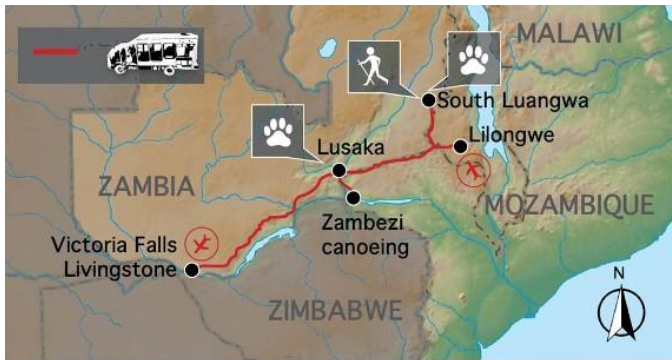 MALAWI
South Luangwa
Lilongwe
Lusaka
ZAMBIA
MOZAMBIQUE
Zambezi
canoeing
Victoria Falls
Livingstone
ZIMBABWE
N